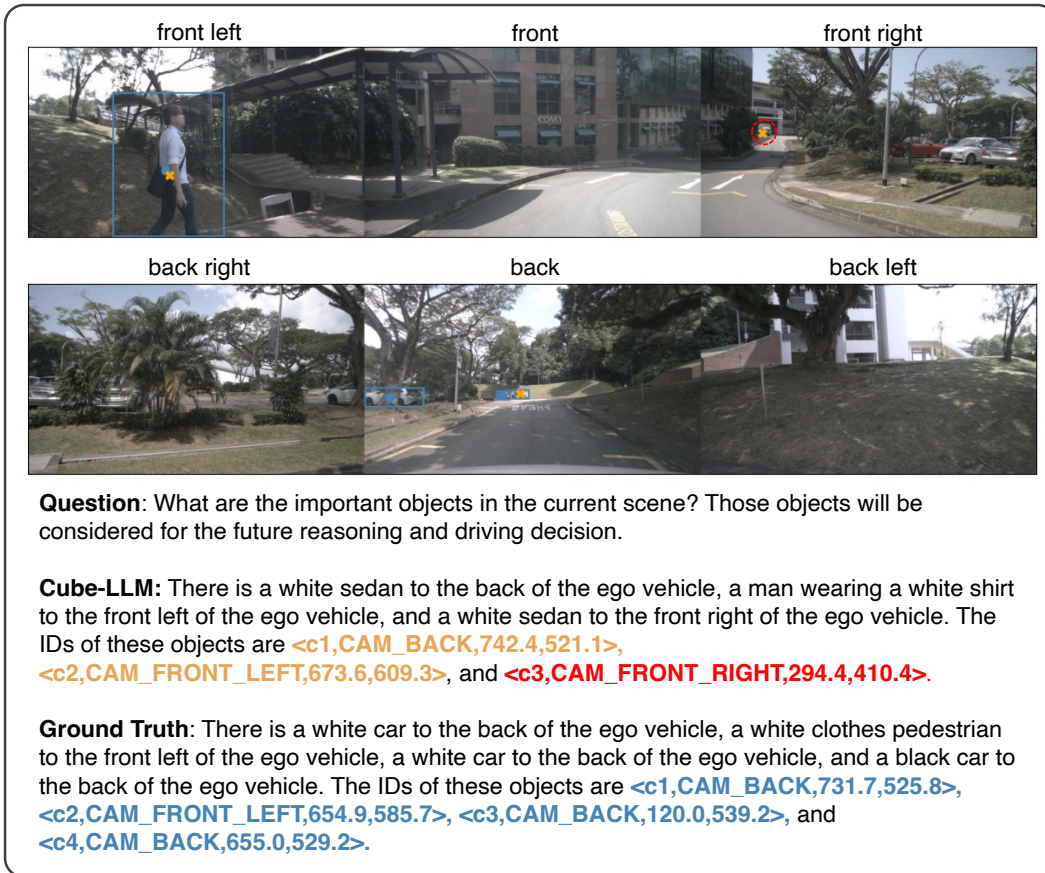 front left
front
front right
COM1
AHEAD
back right
back
back left
Question: What are the important objects in the current scene? Those objects will be
considered for the future reasoning and driving decision.
Cube-LLM: There is a white sedan to the back of the ego vehicle, a man wearing a white shirt
to the front left of the ego vehicle, and a white sedan to the front right of the ego vehicle. The
IDs of these objects are <c1,CAM_BACK,742.4,521.1>,
<c2,CAM_FRONT_LEFT,673.6,609.3>, and <c3,CAM_FRONT_RIGHT,294.4,410.4>.
Ground Truth: There is a white car to the back of the ego vehicle, a white clothes pedestrian
to the front left of the ego vehicle, a white car to the back of the ego vehicle, and a black car to
the back of the ego vehicle. The IDs of these objects are <c1,CAM_BACK,731.7,525.8>,
<c2,CAM_FRONT_LEFT,654.9,585.7>, <c3,CAM_BACK,120.0,539.2>, and
<c4,CAM_BACK,655.0,529.2>.